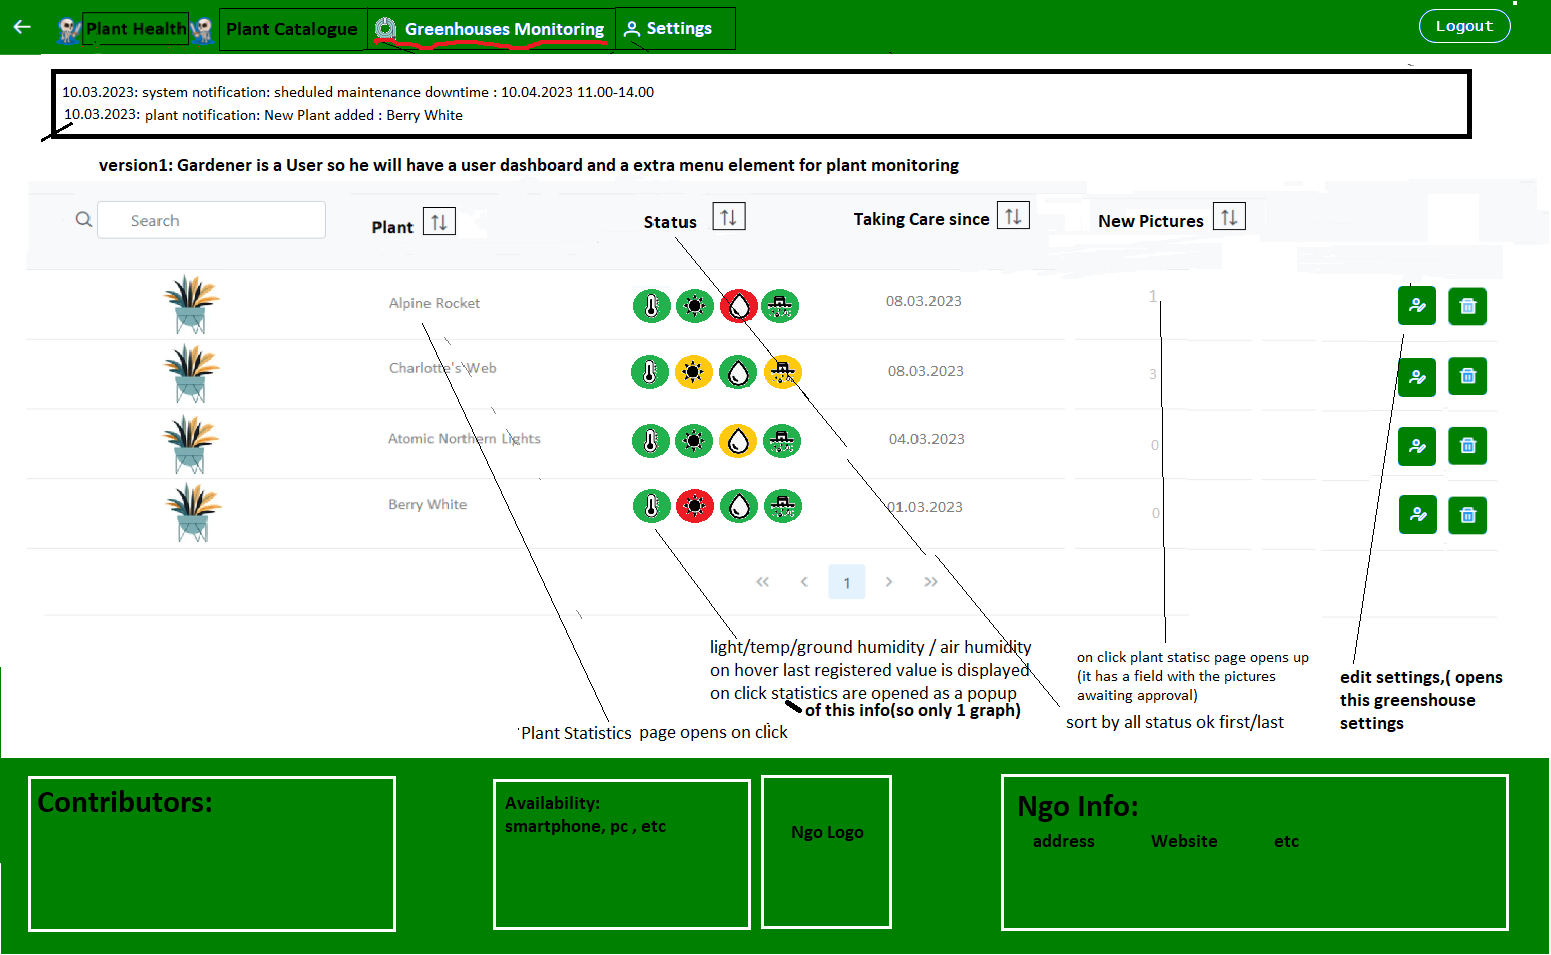 Plant Health
Plant Catalogue
Greenhouses Monitoring
Settings
Logout
10.03.2023: system notification: sheduled maintenance downtime : 10.04.2023 11.00-14.00
10.03.2023: plant notification: New Plant added : Berry White
version1: Gardener is a User so he will have a user dashboard and a extra menu element for plant monitoring
Search
Plant
Status
Taking Care since
New Pictures
Alpine Rocket
08.03.2023
1
Charlotte's Web
08.03.2023
3
Atomic Northern Lights
04.03.2023
0
Berry White
01.03.2023
0
1
light/temp/ground humidity / air humidity
on hover last registered value is displayed
on click statistics are opened as a popup
of this info(so only 1 graph)
Plant Statistics page opens on click
on click plant statisc page opens up
(it has a field with the pictures
awaiting approval)
sort by all status ok first/last
edit settings,( opens
this greenshouse
settings
Contributors:
Availability:
smartphone, pc , etc
Ngo Logo
Ngo Info:
address
Website
etc